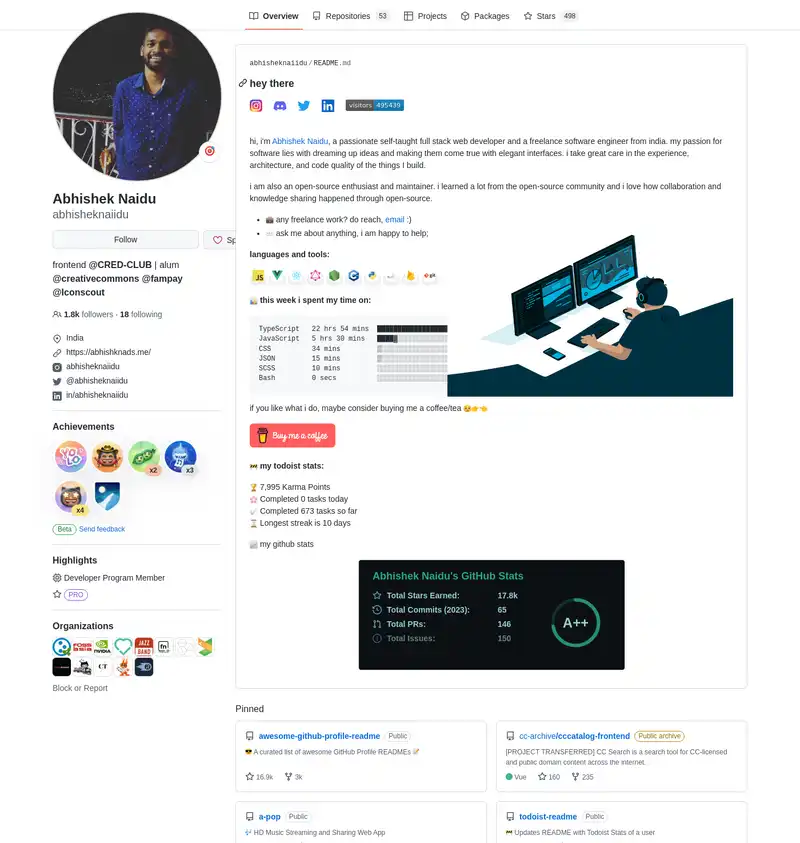 Overview
Repositories 53
Projects
Packages
Stars 498
abhisheknaiidu / README.md
hey there
visitors 495439
hi, i'm Abhishek Naidu, a passionate self-taught full stack web developer and a freelance software engineer from india. my passion for
software lies with dreaming up ideas and making them come true with elegant interfaces. i take great care in the experience,
architecture, and code quality of the things I build.
i am also an open-source enthusiast and maintainer. i learned a lot from the open-source community and i love how collaboration and
knowledge sharing happened through open-source.
any freelance work? do reach, email :)
ask me about anything, i am happy to help;
languages and tools:
JS
this week i spent my time on:
TypeScript 22 hrs 54 mins
JavaScript 5 hrs 30 mins
CSS 34 mins
JSON 15 mins
SCSS 10 mins
Bash 0 secs
if you like what i do, maybe consider buying me a coffee/tea 🥺👉👈
Buy me a coffee
my todoist stats:
7,995 Karma Points
Completed 0 tasks today
Completed 673 tasks so far
Longest streak is 10 days
my github stats
Abhishek Naidu's GitHub Stats
Total Stars Earned: 17.8k
Total Commits (2023): 65
Total PRs: 146
Total Issues: 150
A++
Abhishek Naidu
abhisheknaiidu
Follow
Sp
frontend @CRED-CLUB | alum
@creativecommons @fampay
@Iconscout
1.8k followers · 18 following
India
https://abhishknads.me/
abhisheknaiidu
@abhisheknaiidu
in/abhisheknaiidu
Achievements
YOLO
x2
x3
x4
Beta Send feedback
Highlights
Developer Program Member
PRO
Organizations
FOSSASIA
NVIDIA
JAZZ BAND
fn
CT
Block or Report
Pinned
awesome-github-profile-readme Public
😎 A curated list of awesome GitHub Profile READMEs 📝
16.9k 3k
cc-archive/cccatalog-frontend Public archive
[PROJECT TRANSFERRED] CC Search is a search tool for CC-licensed
and public domain content across the internet.
Vue 160 235
a-pop Public
HD Music Streaming and Sharing Web App
todoist-readme Public
🚧 Updates README with Todoist Stats of a user